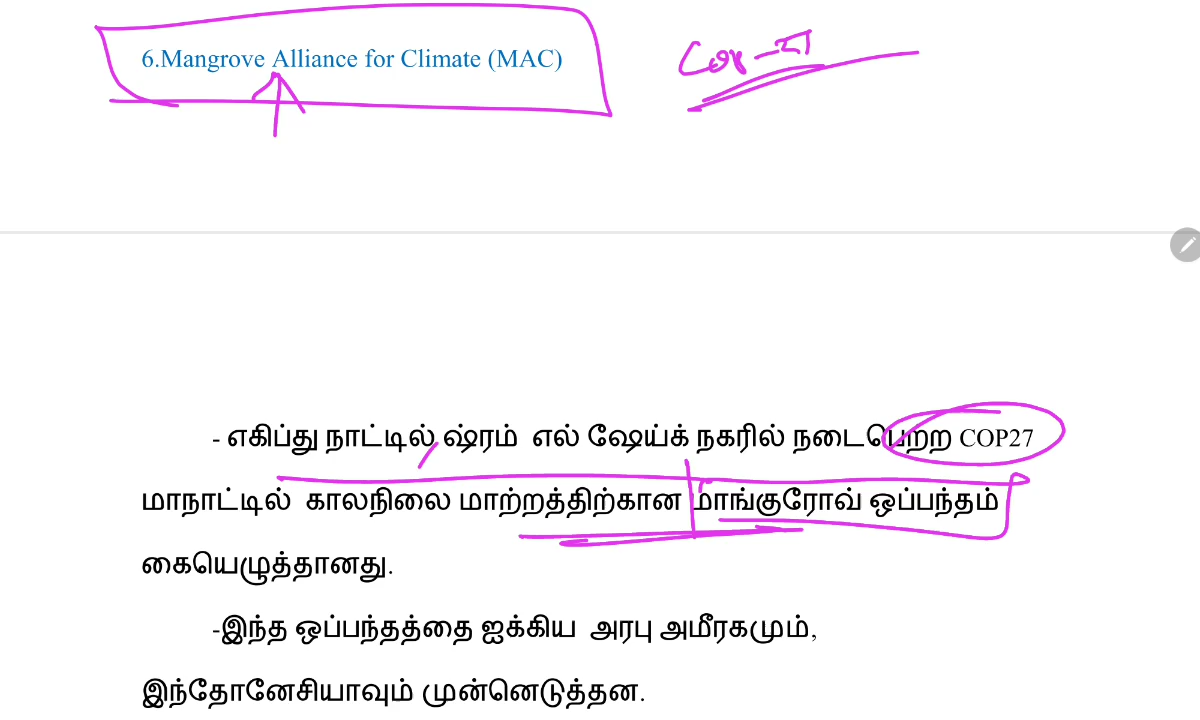 6.Mangrove Alliance for Climate (MAC)
- எகிப்து நாட்டில் ஷ்ரம் எல் ஷேய்க் நகரில் நடைபெற்ற COP27
மாநாட்டில் காலநிலை மாற்றத்திற்கான மாங்குரோவ் ஒப்பந்தம்
கையெழுத்தானது.
-இந்த ஒப்பந்தத்தை ஐக்கிய அரபு அமீரகமும்,
இந்தோனேசியாவும் முன்னெடுத்தன.